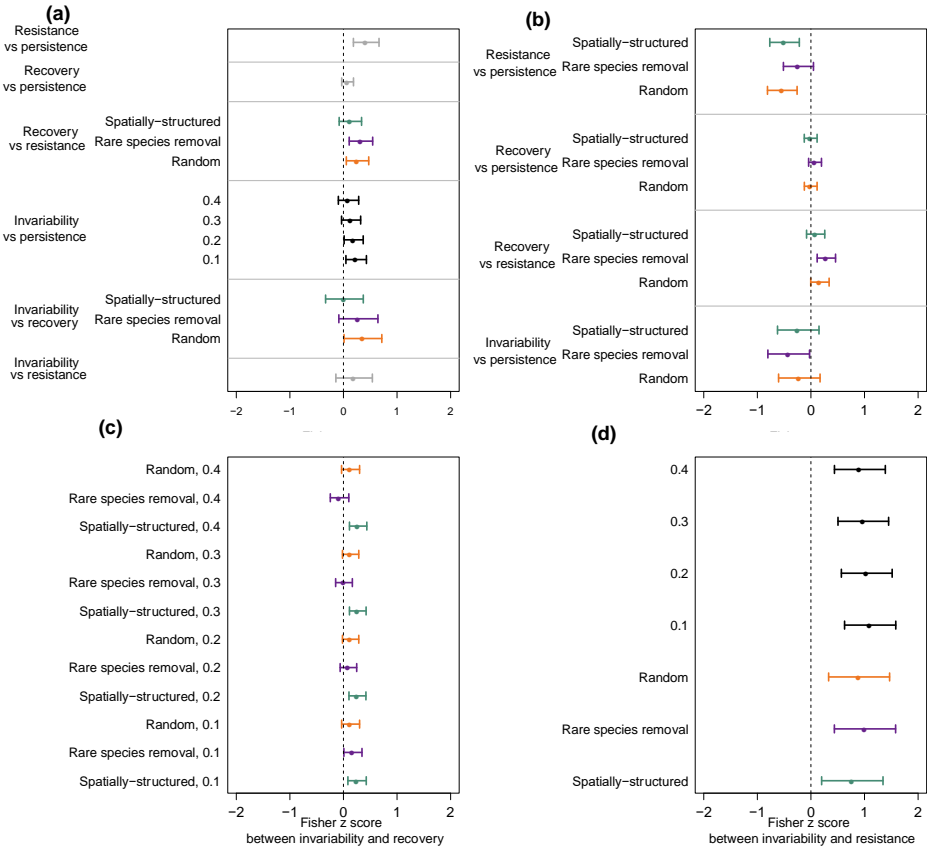 (a)
Resistance
vs persistence
Recovery
vs persistence
Recovery
vs resistance
Spatially−structured
Rare species removal
Random
Invariability
vs persistence
0.4
0.3
0.2
0.1
Invariability
vs recovery
Spatially−structured
Rare species removal
Random
Invariability
vs resistance
−2 −1 0 1 2
(b)
Resistance
vs persistence
Spatially−structured
Rare species removal
Random
Recovery
vs persistence
Spatially−structured
Rare species removal
Random
Recovery
vs resistance
Spatially−structured
Rare species removal
Random
Invariability
vs persistence
Spatially−structured
Rare species removal
Random
−2 −1 0 1 2
(c)
Random, 0.4
Rare species removal, 0.4
Spatially−structured, 0.4
Random, 0.3
Rare species removal, 0.3
Spatially−structured, 0.3
Random, 0.2
Rare species removal, 0.2
Spatially−structured, 0.2
Random, 0.1
Rare species removal, 0.1
Spatially−structured, 0.1
−2 −1 0 1 2
Fisher z score
between invariability and recovery
(d)
0.4
0.3
0.2
0.1
Random
Rare species removal
Spatially−structured
−2 −1 0 1 2
Fisher z score
between invariability and resistance